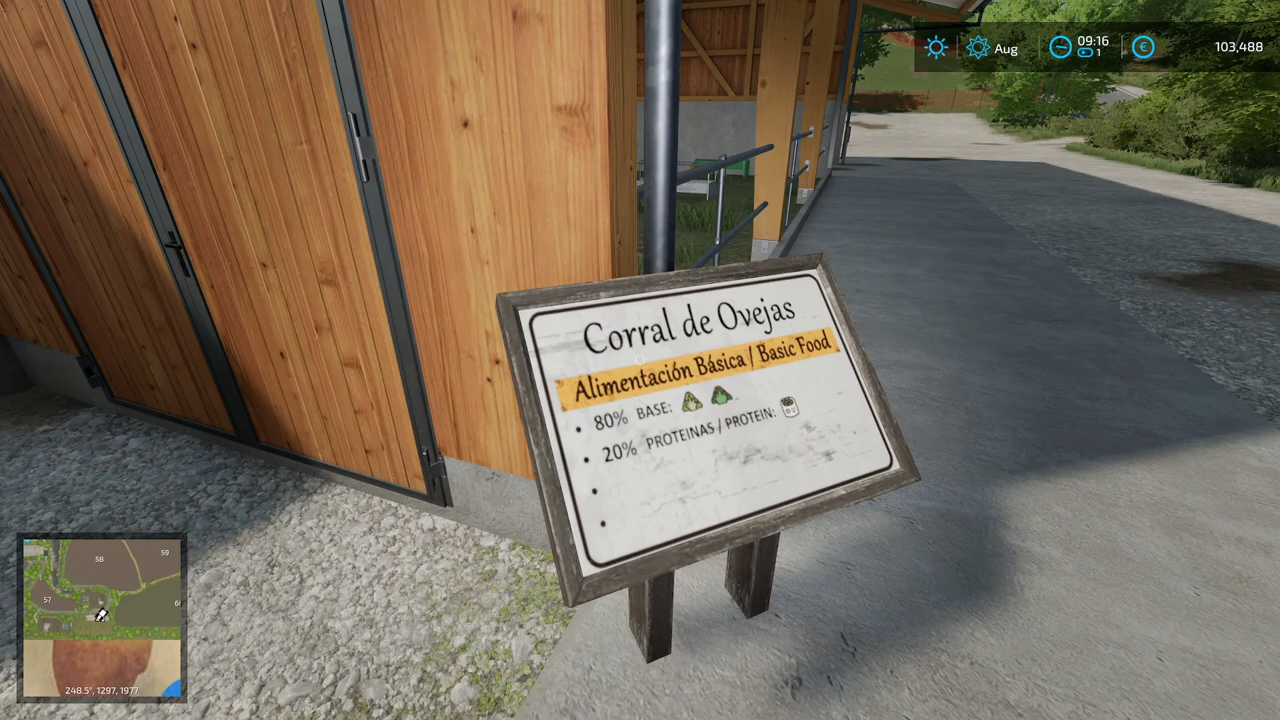 Aug
09:16
1
103,488
Corral de Ovejas
Alimentación Básica / Basic Food
• 80% BASE:
• 20% PROTEINAS / PROTEIN:
•
•
58
59
57
248.5°, 1297, 1977